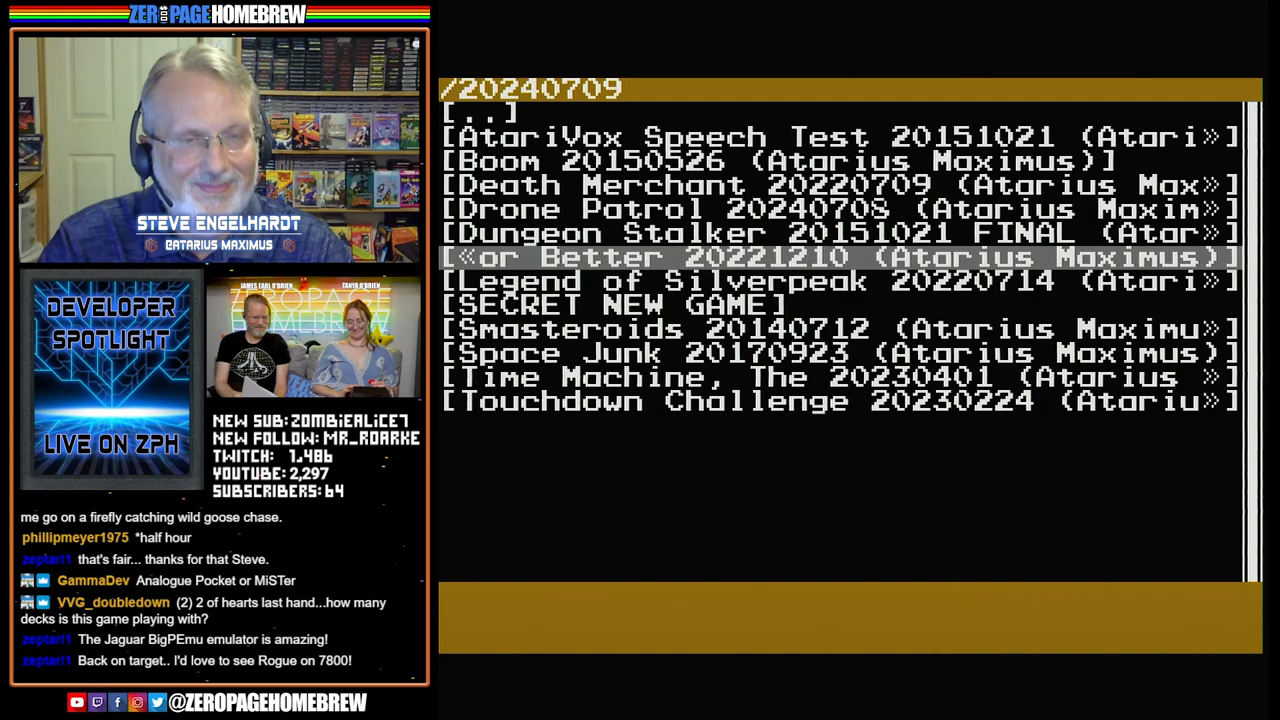 ZEROPAGEHOMEBREW
/20240709
[..]
[AtariVox Speech Test 20151021 (Atari»]
[Boom 20150526 (Atarius Maximus)]
[Death Merchant 20220709 (Atarius Max»]
[Drone Patrol 20240708 (Atarius Maxim»]
[Dungeon Stalker 20151021 FINAL (Atar»]
[«or Better 20221210 (Atarius Maximus)]
[Legend of Silverpeak 20220714 (Atari»]
[SECRET NEW GAME]
[Smasteroids 20140712 (Atarius Maximu»]
[Space Junk 20170923 (Atarius Maximus)]
[Time Machine, The 20230401 (Atarius »]
[Touchdown Challenge 20230224 (Atariu»]
STEVE ENGELHARDT
@ATARIUS MAXIMUS
DEVELOPER
SPOTLIGHT
LIVE ON ZPH
JAMES EARL O'BRIEN
TANYA O'BRIEN
ZEROPAGE
HOMEBREW
NEW SUB: ZOMBIEALICE7
NEW FOLLOW: MR_ROARKE
TWITCH: 1,486
YOUTUBE: 2,297
SUBSCRIBERS: 64
me go on a firefly catching wild goose chase.
phillipmeyer1975 *half hour
zeptari1 that's fair... thanks for that Steve.
GammaDev Analogue Pocket or MiSTer
VVG_doubledown (2) 2 of hearts last hand...how many
decks is this game playing with?
zeptari1 The Jaguar BigPEmu emulator is amazing!
zeptari1 Back on target.. I'd love to see Rogue on 7800!
@ZEROPAGEHOMEBREW